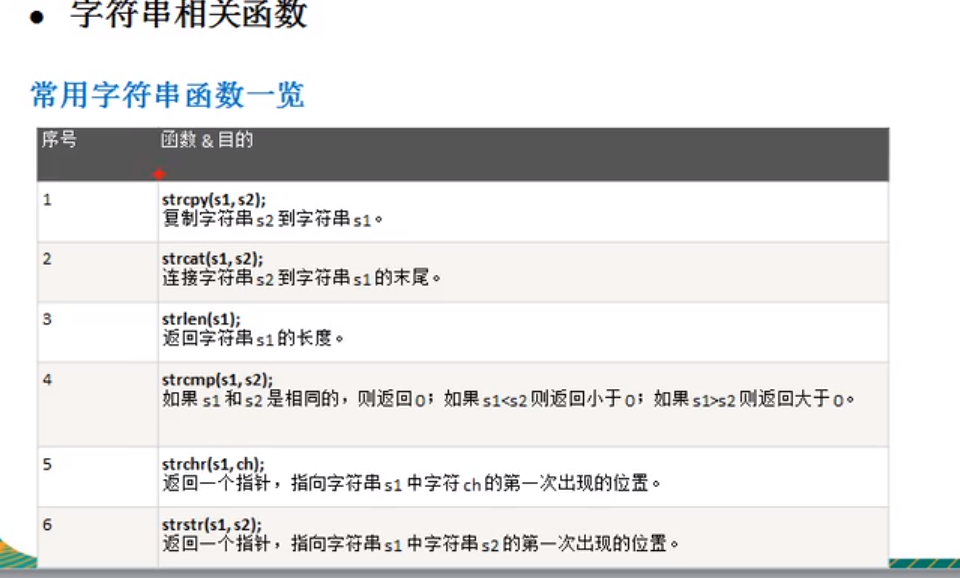 ● 字符串相关函数
常用字符串函数一览
序号 函数 & 目的
1 strcpy(s1, s2);
复制字符串 s2 到字符串 s1。
2 strcat(s1, s2);
连接字符串 s2 到字符串 s1 的末尾。
3 strlen(s1);
返回字符串 s1 的长度。
4 strcmp(s1, s2);
如果 s1 和 s2 是相同的，则返回 0；如果 s1<s2 则返回小于 0；如果 s1>s2 则返回大于 0。
5 strchr(s1, ch);
返回一个指针，指向字符串 s1 中字符 ch 的第一次出现的位置。
6 strstr(s1, s2);
返回一个指针，指向字符串 s1 中字符串 s2 的第一次出现的位置。